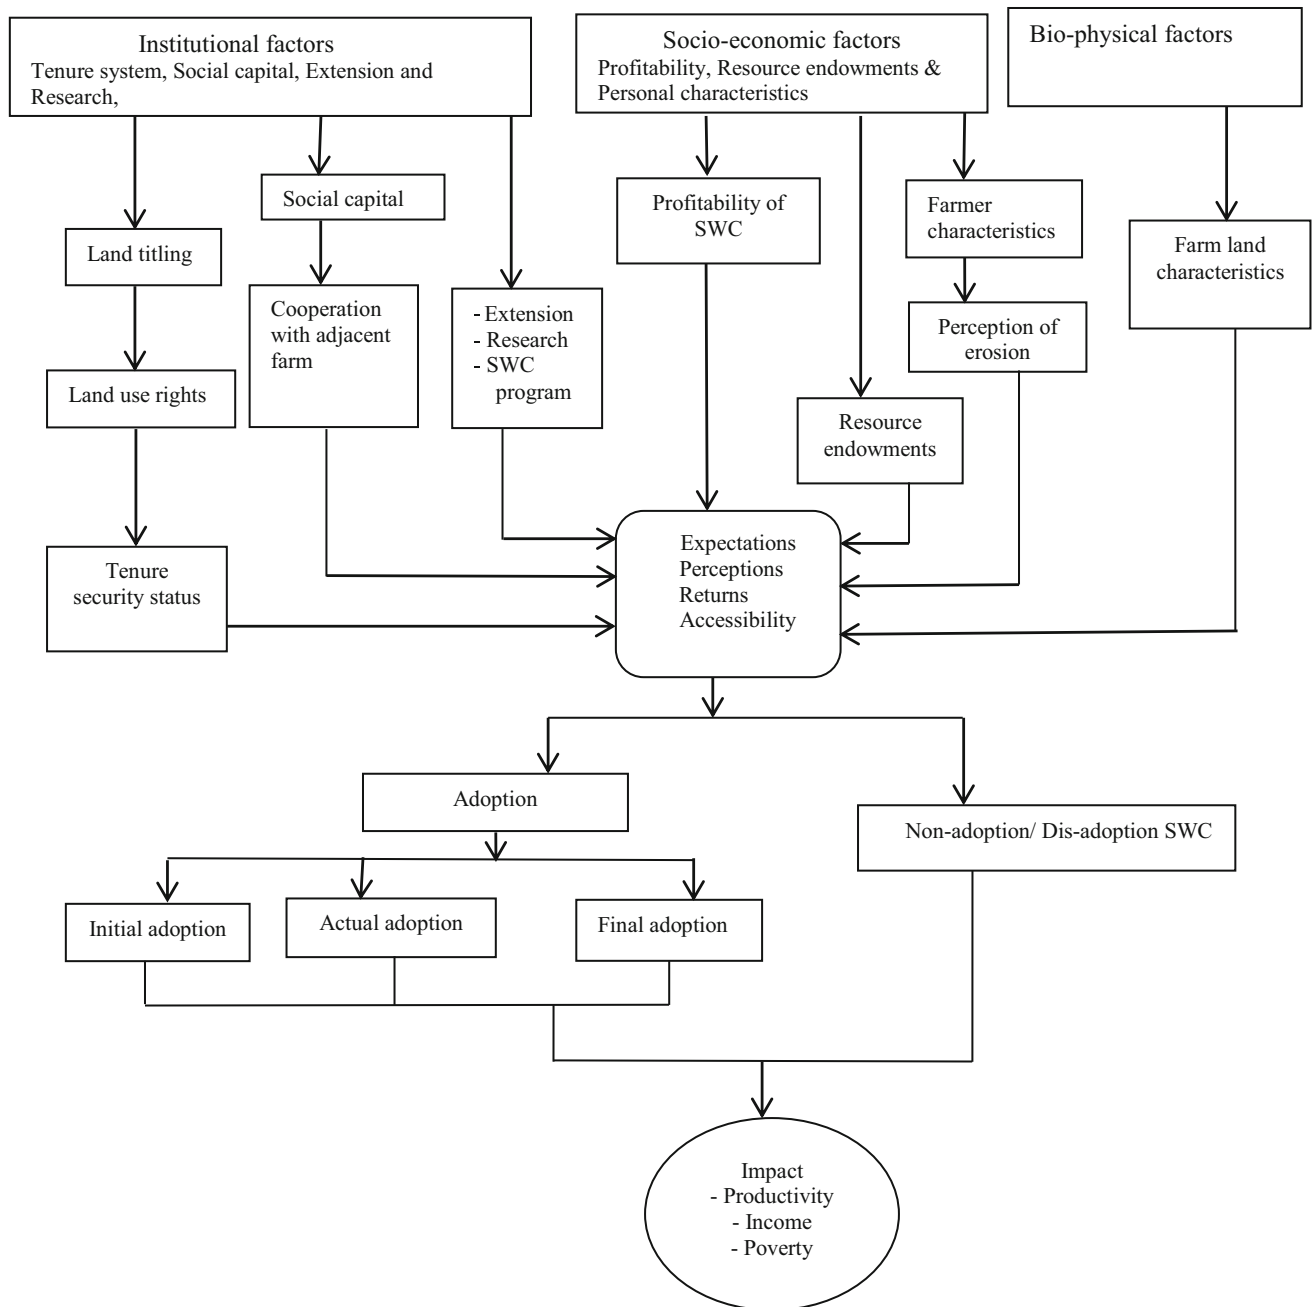 Institutional factors
Tenure system, Social capital, Extension and
Research,
Socio-economic factors
Profitability, Resource endowments &
Personal characteristics
Bio-physical factors
Social capital
Profitability of
SWC
Farmer
characteristics
Land titling
Farm land
characteristics
Cooperation
with adjacent
farm
- Extension
- Research
- SWC
program
Perception of
erosion
Land use rights
Resource
endowments
Tenure
security status
Expectations
Perceptions
Returns
Accessibility
Adoption
Non-adoption/ Dis-adoption SWC
Initial adoption
Actual adoption
Final adoption
Impact
- Productivity
- Income
- Poverty